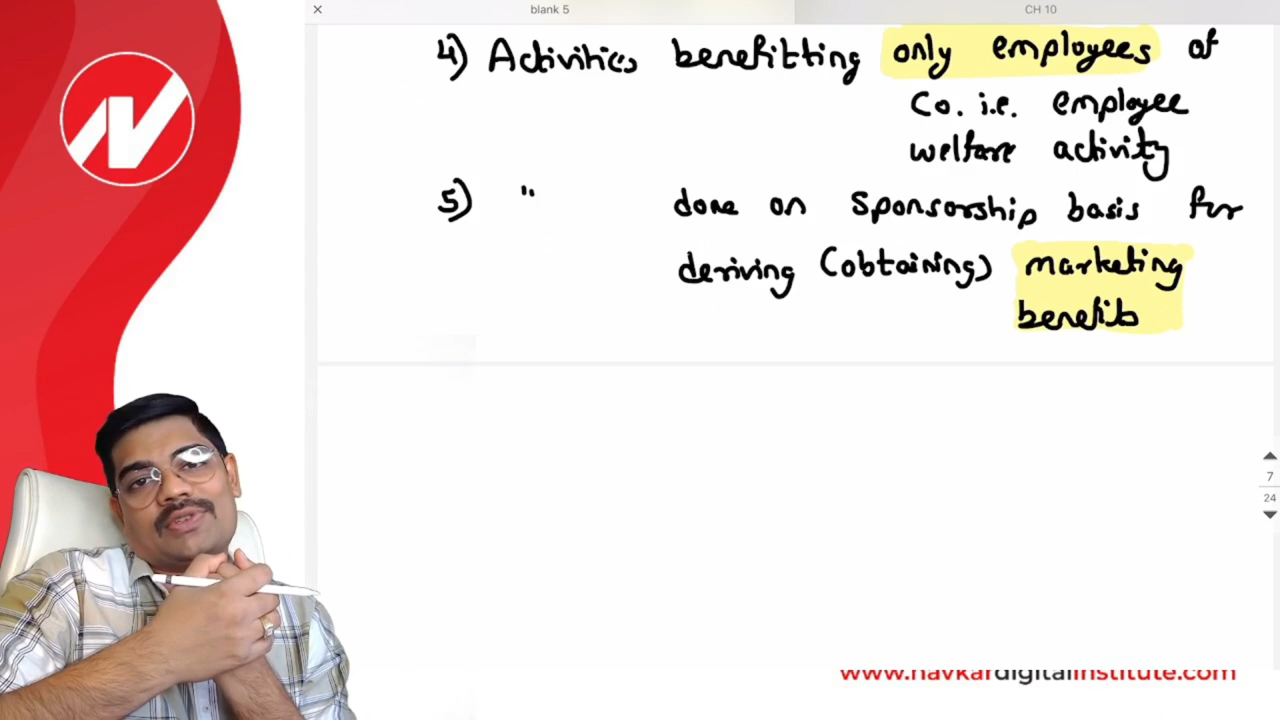 blank 5
CH 10
4) Activities benefitting only employees of
Co. i.e. employee
welfare activity
5) " done on sponsorship basis for
deriving (obtaining) marketing
benefits
7
24
www.navkardigitalinstitute.com